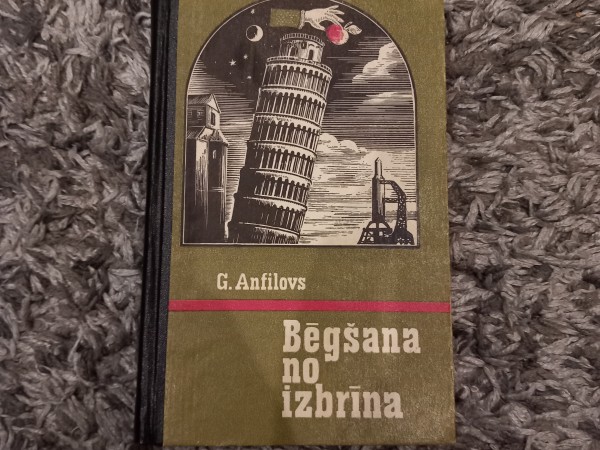 G. Anfilovs
Bēgšana
no
izbrīna